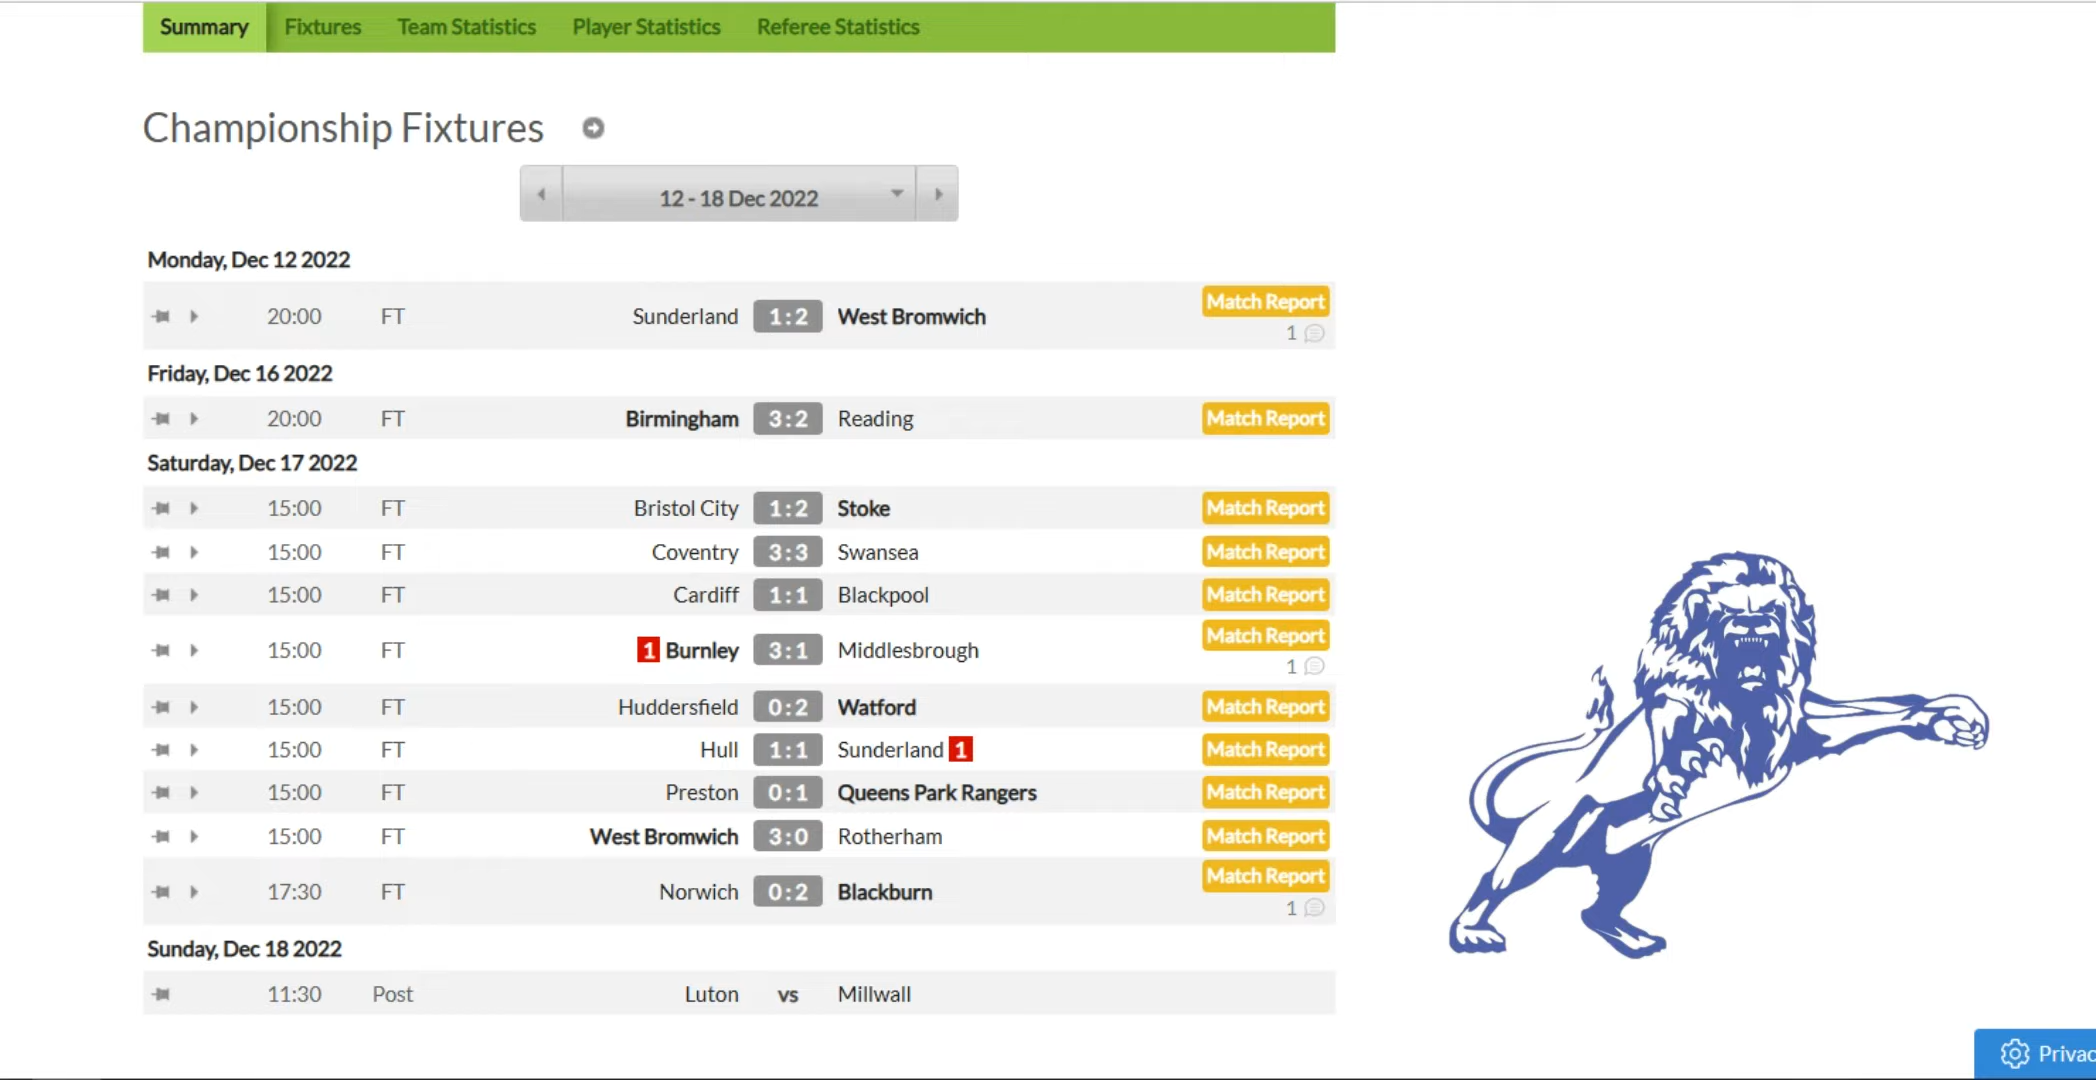 Summary Fixtures Team Statistics Player Statistics Referee Statistics
Championship Fixtures
12 - 18 Dec 2022
Monday, Dec 12 2022
20:00 FT Sunderland 1 : 2 West Bromwich Match Report
1
Friday, Dec 16 2022
20:00 FT Birmingham 3 : 2 Reading Match Report
Saturday, Dec 17 2022
15:00 FT Bristol City 1 : 2 Stoke Match Report
15:00 FT Coventry 3 : 3 Swansea Match Report
15:00 FT Cardiff 1 : 1 Blackpool Match Report
15:00 FT 1 Burnley 3 : 1 Middlesbrough Match Report
1
15:00 FT Huddersfield 0 : 2 Watford Match Report
15:00 FT Hull 1 : 1 Sunderland 1 Match Report
15:00 FT Preston 0 : 1 Queens Park Rangers Match Report
15:00 FT West Bromwich 3 : 0 Rotherham Match Report
17:30 FT Norwich 0 : 2 Blackburn Match Report
1
Sunday, Dec 18 2022
11:30 Post Luton vs Millwall
Privac